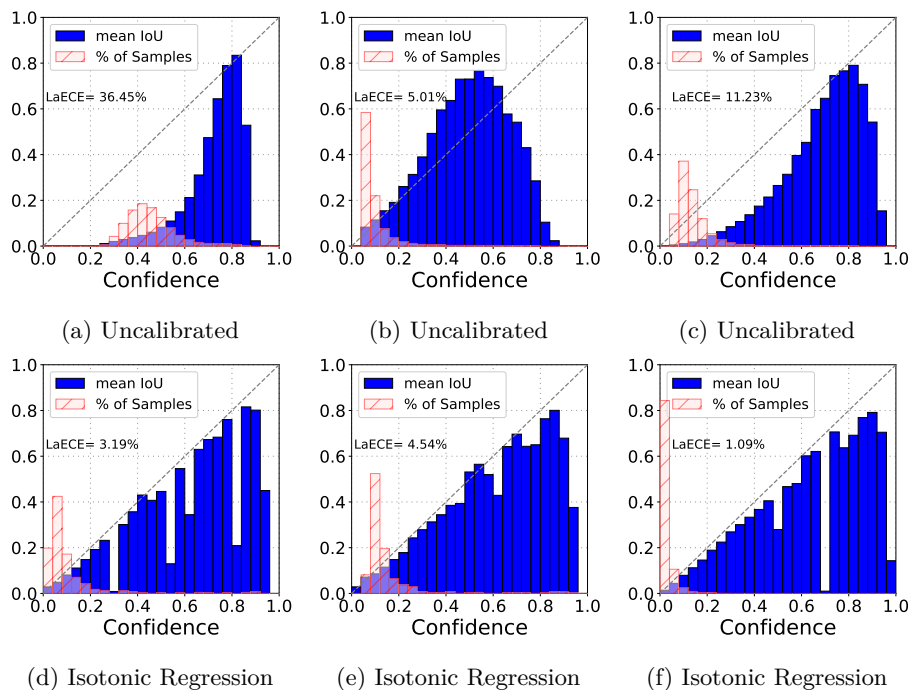 1.0
0.8
0.6
0.4
0.2
0.0
mean IoU
% of Samples
LaECE= 36.45%
0.0 0.2 0.4 0.6 0.8 1.0
Confidence
(a) Uncalibrated
1.0
0.8
0.6
0.4
0.2
0.0
mean IoU
% of Samples
LaECE= 5.01%
0.0 0.2 0.4 0.6 0.8 1.0
Confidence
(b) Uncalibrated
1.0
0.8
0.6
0.4
0.2
0.0
mean IoU
% of Samples
LaECE= 11.23%
0.0 0.2 0.4 0.6 0.8 1.0
Confidence
(c) Uncalibrated
1.0
0.8
0.6
0.4
0.2
0.0
mean IoU
% of Samples
LaECE= 3.19%
0.0 0.2 0.4 0.6 0.8 1.0
Confidence
(d) Isotonic Regression
1.0
0.8
0.6
0.4
0.2
0.0
mean IoU
% of Samples
LaECE= 4.54%
0.0 0.2 0.4 0.6 0.8 1.0
Confidence
(e) Isotonic Regression
1.0
0.8
0.6
0.4
0.2
0.0
mean IoU
% of Samples
LaECE= 1.09%
0.0 0.2 0.4 0.6 0.8 1.0
Confidence
(f) Isotonic Regression